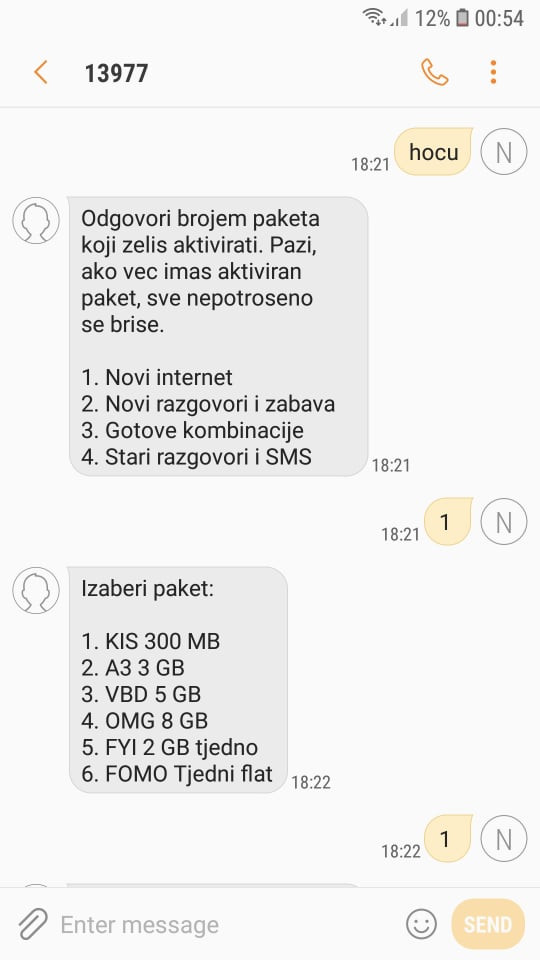 12% 00:54
13977
hocu
18:21
N
Odgovori brojem paketa
koji zelis aktivirati. Pazi,
ako vec imas aktiviran
paket, sve nepotroseno
se brise.
1. Novi internet
2. Novi razgovori i zabava
3. Gotove kombinacije
4. Stari razgovori i SMS
18:21
1
18:21
N
Izaberi paket:
1. KIS 300 MB
2. A3 3 GB
3. VBD 5 GB
4. OMG 8 GB
5. FYI 2 GB tjedno
6. FOMO Tjedni flat
18:22
1
18:22
N
Enter message
SEND